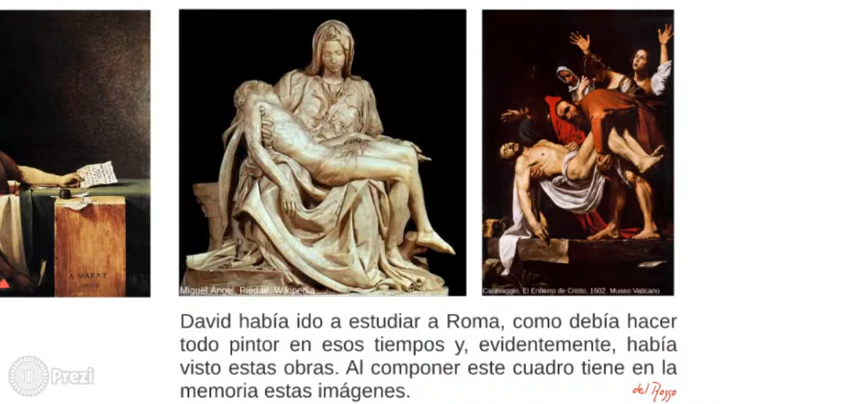 A MARAT
Miguel Angel, Piedad. Wikipedia
Caravaggio. El Entierro de Cristo, 1602. Museo Vaticano
David había ido a estudiar a Roma, como debía hacer
todo pintor en esos tiempos y, evidentemente, había
visto estas obras. Al componer este cuadro tiene en la
memoria estas imágenes.
del Rosso
Prezi